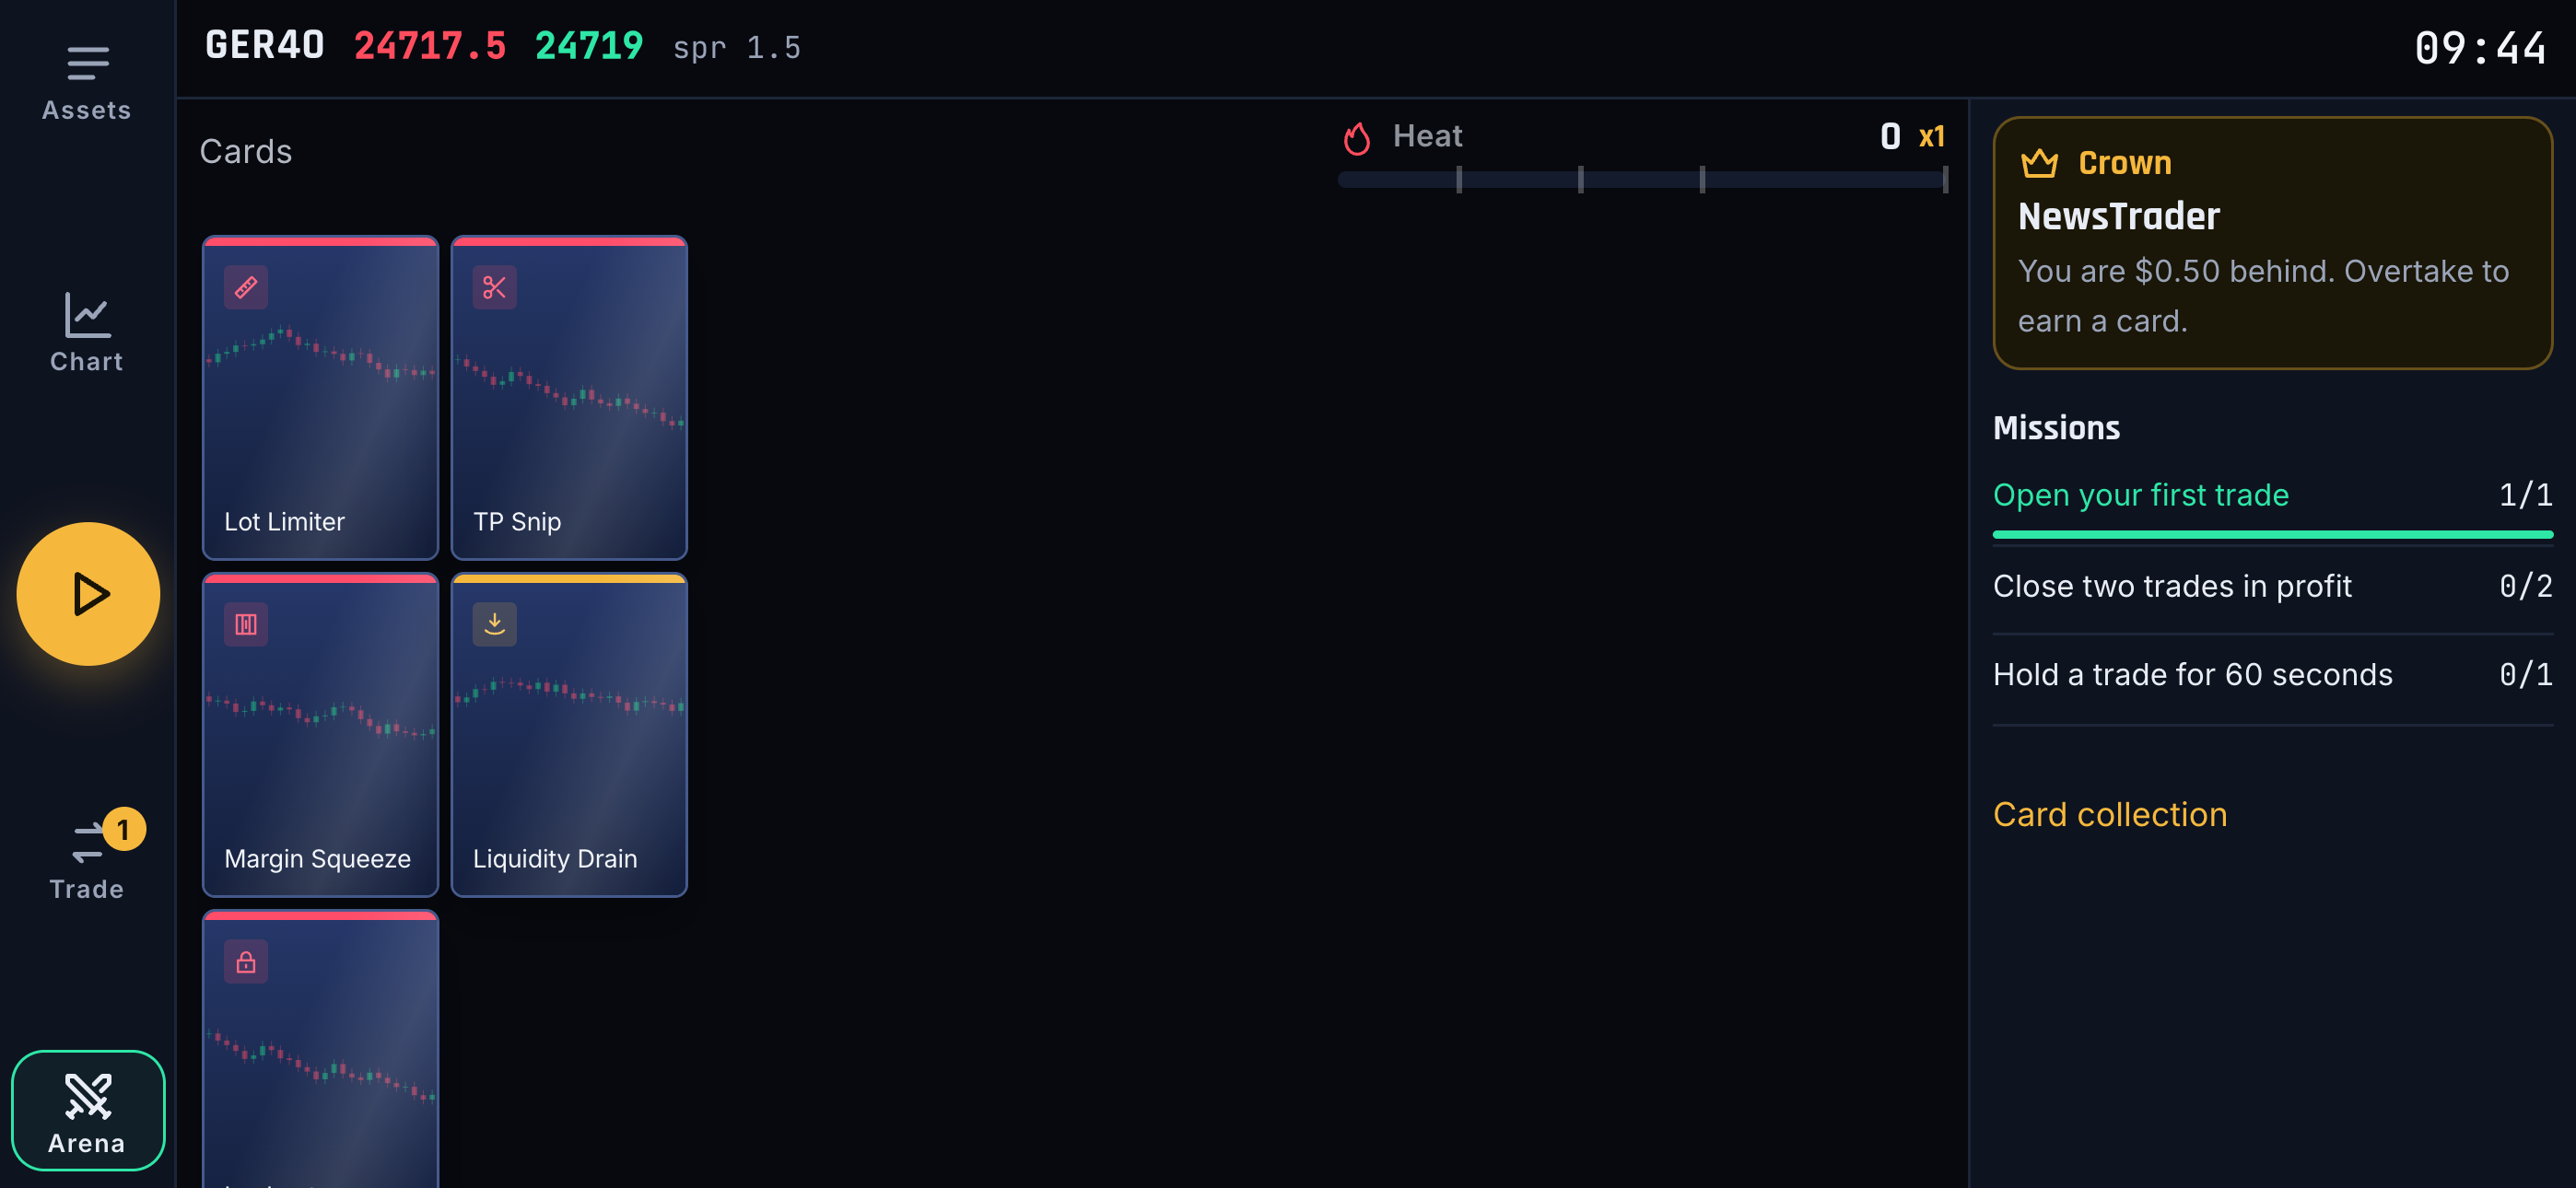 Assets
Chart
1
Trade
Arena
GER40 24717.5 24719 spr 1.5
09:44
Cards
Heat 0 x1
Lot Limiter
TP Snip
Margin Squeeze
Liquidity Drain
Crown
NewsTrader
You are $0.50 behind. Overtake to
earn a card.
Missions
Open your first trade 1/1
Close two trades in profit 0/2
Hold a trade for 60 seconds 0/1
Card collection